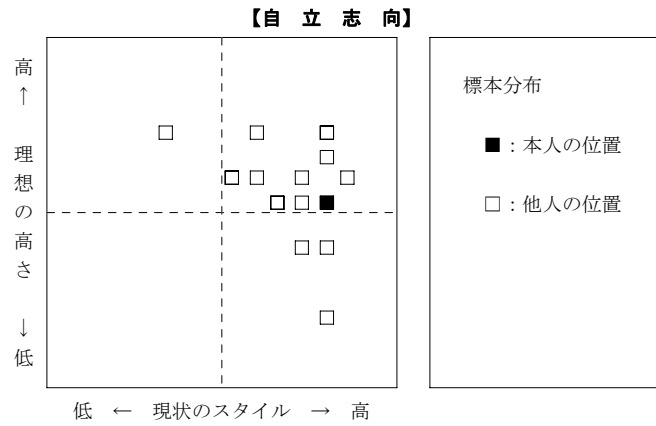 【自 立 志 向】
高
↑
理
想
の
高
さ
↓
低
標本分布
■：本人の位置
□：他人の位置
低 ← 現状のスタイル → 高